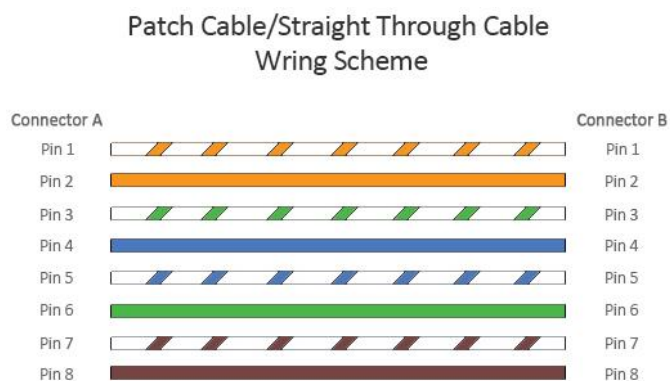 Patch Cable/Straight Through Cable
Wring Scheme
Connector A Connector B
Pin 1 Pin 1
Pin 2 Pin 2
Pin 3 Pin 3
Pin 4 Pin 4
Pin 5 Pin 5
Pin 6 Pin 6
Pin 7 Pin 7
Pin 8 Pin 8